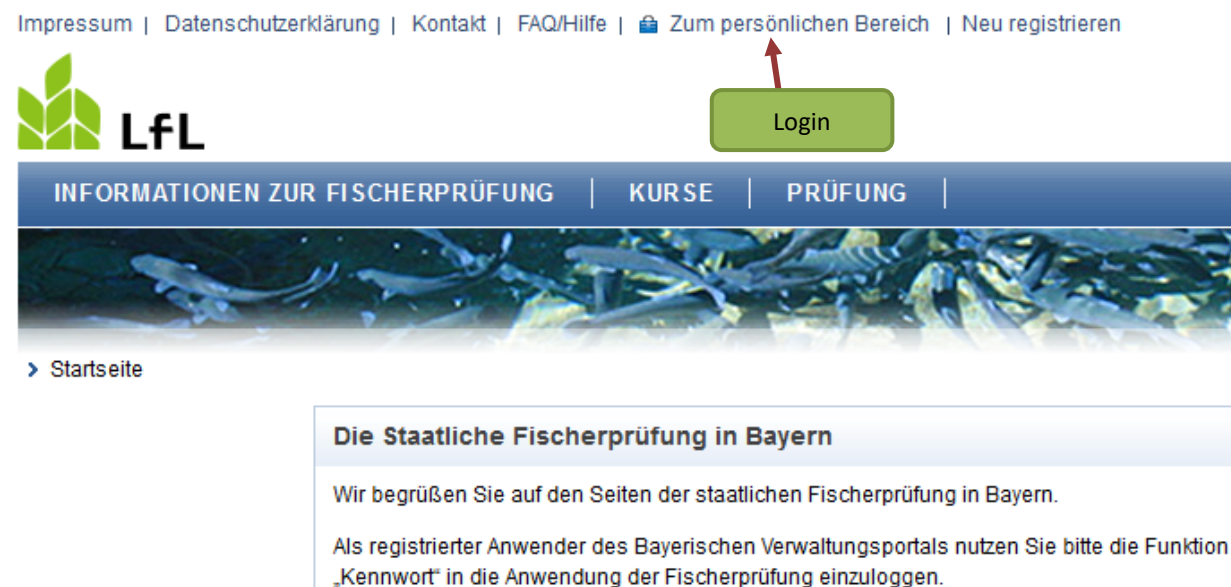 Impressum | Datenschutzerklärung | Kontakt | FAQ/Hilfe | Zum persönlichen Bereich | Neu registrieren
LfL
Login
INFORMATIONEN ZUR FISCHERPRÜFUNG | KURSE | PRÜFUNG |
Startseite
Die Staatliche Fischerprüfung in Bayern
Wir begrüßen Sie auf den Seiten der staatlichen Fischerprüfung in Bayern.
Als registrierter Anwender des Bayerischen Verwaltungsportals nutzen Sie bitte die Funktion
„Kennwort“ in die Anwendung der Fischerprüfung einzuloggen.